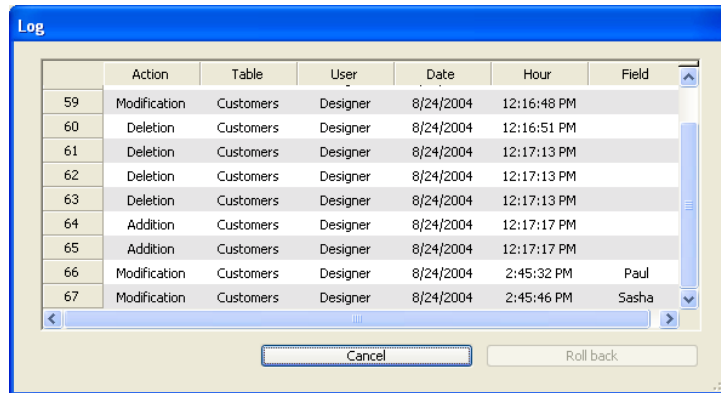 Log
Action Table User Date Hour Field
59 Modification Customers Designer 8/24/2004 12:16:48 PM
60 Deletion Customers Designer 8/24/2004 12:16:51 PM
61 Deletion Customers Designer 8/24/2004 12:17:13 PM
62 Deletion Customers Designer 8/24/2004 12:17:13 PM
63 Deletion Customers Designer 8/24/2004 12:17:13 PM
64 Addition Customers Designer 8/24/2004 12:17:17 PM
65 Addition Customers Designer 8/24/2004 12:17:17 PM
66 Modification Customers Designer 8/24/2004 2:45:32 PM Paul
67 Modification Customers Designer 8/24/2004 2:45:46 PM Sasha
Cancel Roll back